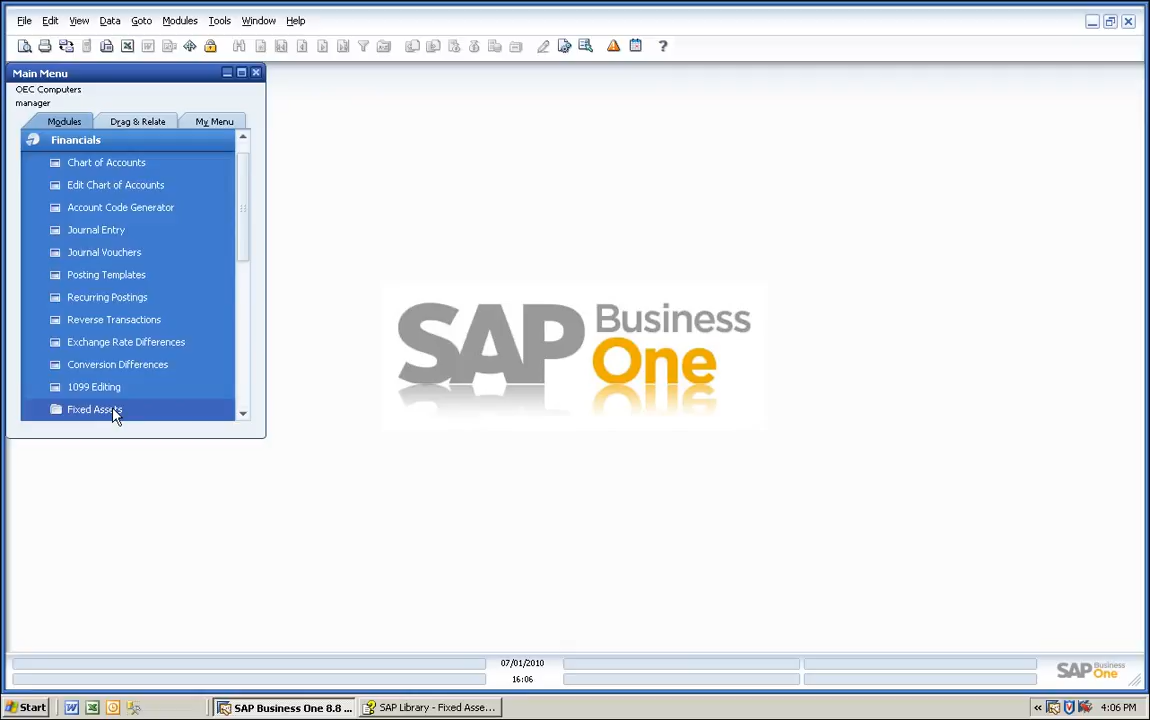 File Edit View Data Goto Modules Tools Window Help
Main Menu
OEC Computers
manager
Modules Drag & Relate My Menu
Financials
Chart of Accounts
Edit Chart of Accounts
Account Code Generator
Journal Entry
Journal Vouchers
Posting Templates
Recurring Postings
Reverse Transactions
Exchange Rate Differences
Conversion Differences
1099 Editing
Fixed Assets
SAP Business One
07/01/2010
16:06
SAP Business One
Start SAP Business One 8.8 ... SAP Library - Fixed Asse... « 4:06 PM